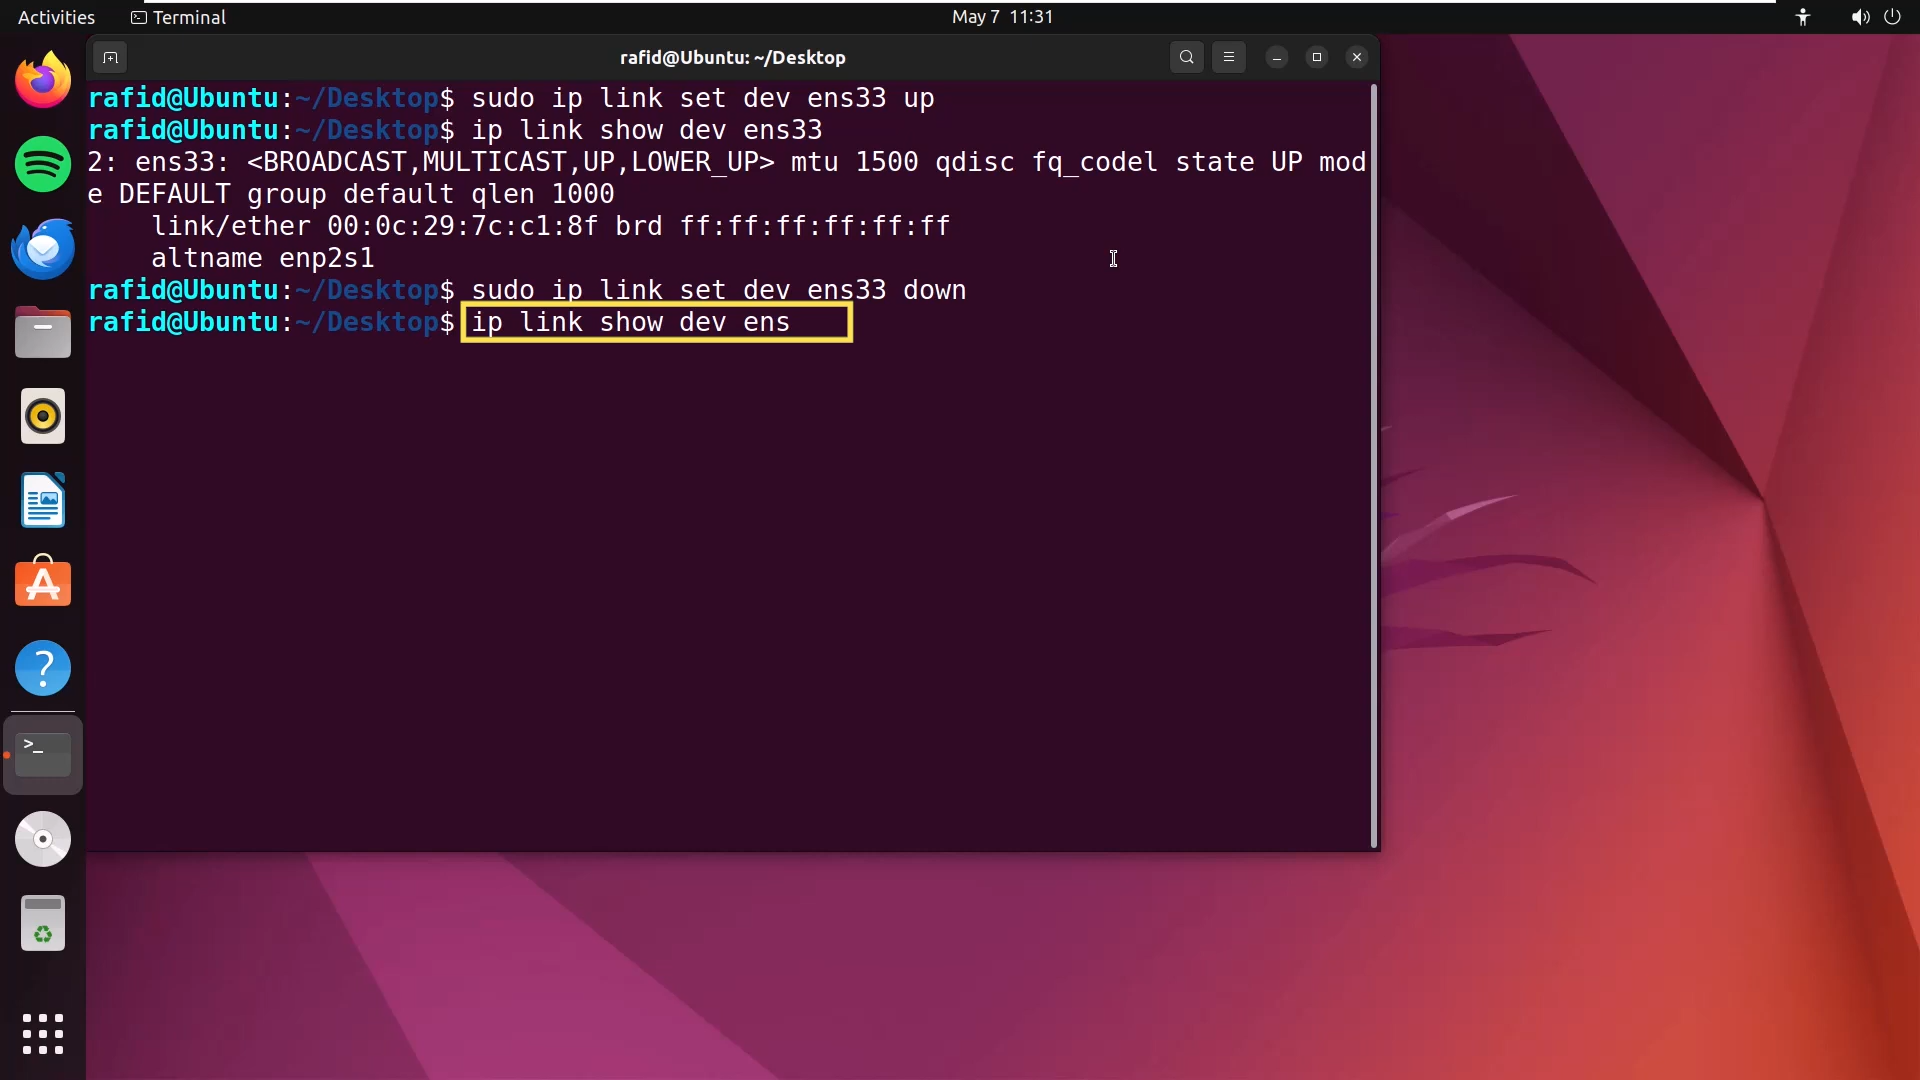 Activities Terminal May 7 11:31
rafid@Ubuntu: ~/Desktop
rafid@Ubuntu:~/Desktop$ sudo ip link set dev ens33 up
rafid@Ubuntu:~/Desktop$ ip link show dev ens33
2: ens33: <BROADCAST,MULTICAST,UP,LOWER_UP> mtu 1500 qdisc fq_codel state UP mod
e DEFAULT group default qlen 1000
    link/ether 00:0c:29:7c:c1:8f brd ff:ff:ff:ff:ff:ff
    altname enp2s1
rafid@Ubuntu:~/Desktop$ sudo ip link set dev ens33 down
rafid@Ubuntu:~/Desktop$ ip link show dev ens